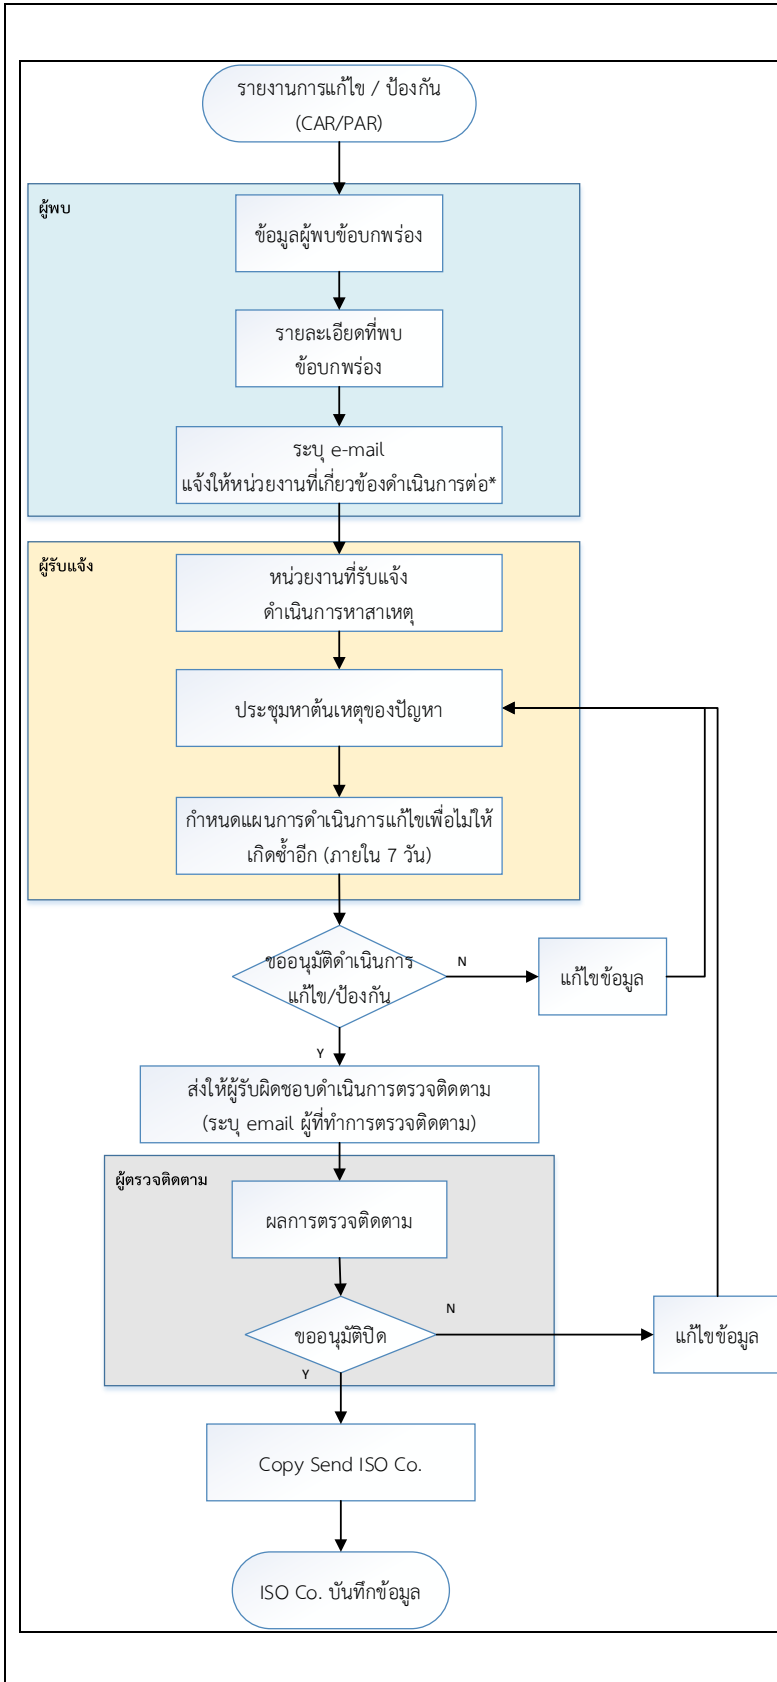 รายงานการแก้ไข / ป้องกัน
(CAR/PAR)
ผู้พบ
ข้อมูลผู้พบข้อบกพร่อง
รายละเอียดที่พบ
ข้อบกพร่อง
ระบุ e-mail
แจ้งให้หน่วยงานที่เกี่ยวข้องดำเนินการต่อ*
ผู้รับแจ้ง
หน่วยงานที่รับแจ้ง
ดำเนินการหาสาเหตุ
ประชุมหาต้นเหตุของปัญหา
กำหนดแผนการดำเนินการแก้ไขเพื่อไม่ให้
เกิดซ้ำอีก (ภายใน 7 วัน)
ขออนุมัติดำเนินการ
แก้ไข/ป้องกัน
N
แก้ไขข้อมูล
Y
ส่งให้ผู้รับผิดชอบดำเนินการตรวจติดตาม
(ระบุ email ผู้ที่ทำการตรวจติดตาม)
ผู้ตรวจติดตาม
ผลการตรวจติดตาม
N
ขออนุมัติปิด
แก้ไขข้อมูล
Y
Copy Send ISO Co.
ISO Co. บันทึกข้อมูล